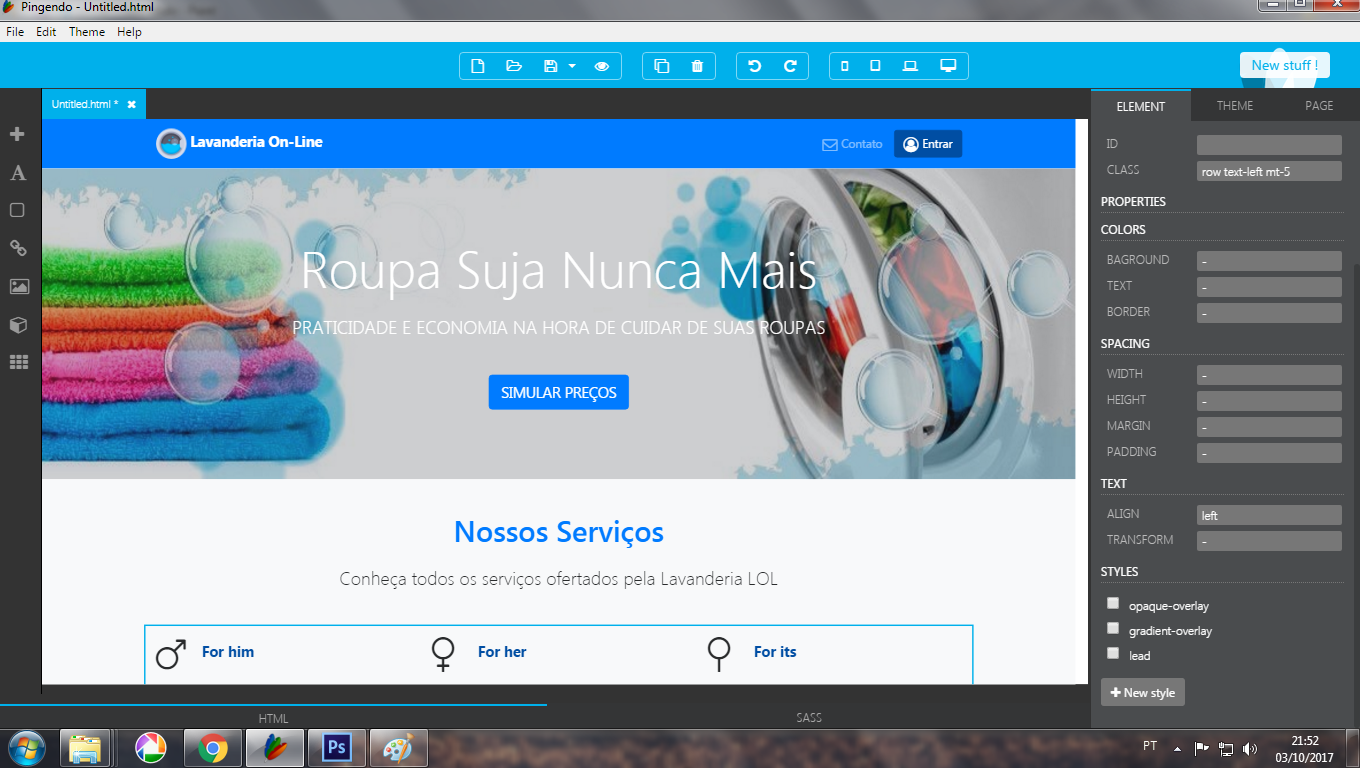 Pingendo - Untitled.html
File Edit Theme Help
New stuff !
Untitled.html *
ELEMENT THEME PAGE
Lavanderia On-Line
Contato
Entrar
Roupa Suja Nunca Mais
PRATICIDADE E ECONOMIA NA HORA DE CUIDAR DE SUAS ROUPAS
SIMULAR PREÇOS
Nossos Serviços
Conheça todos os serviços ofertados pela Lavanderia LOL
For him
For her
For its
ID
CLASS row text-left mt-5
PROPERTIES
COLORS
BAGROUND -
TEXT -
BORDER -
SPACING
WIDTH -
HEIGHT -
MARGIN -
PADDING -
TEXT
ALIGN left
TRANSFORM -
STYLES
opaque-overlay
gradient-overlay
lead
New style
HTML SASS
Ps
PT
21:52
03/10/2017